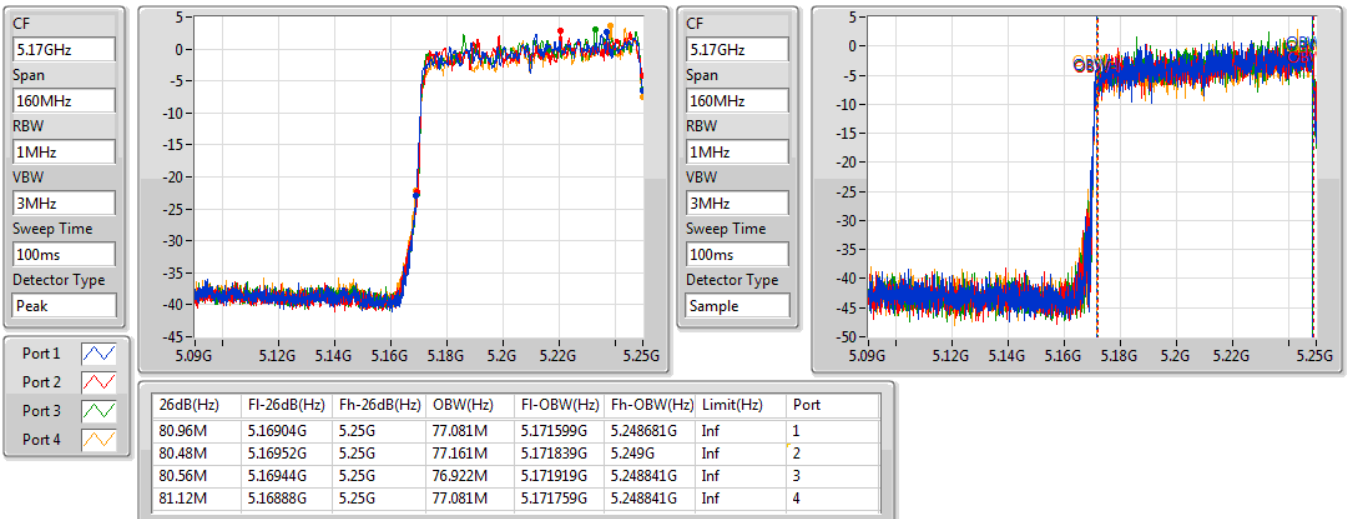 CF
5.17GHz
Span
160MHz
RBW
1MHz
VBW
3MHz
Sweep Time
100ms
Detector Type
Peak
5
0
-5
-10
-15
-20
-25
-30
-35
-40
-45
5.09G 5.12G 5.14G 5.16G 5.18G 5.2G 5.22G 5.25G
CF
5.17GHz
Span
160MHz
RBW
1MHz
VBW
3MHz
Sweep Time
100ms
Detector Type
Sample
5
0
-5
-10
-15
-20
-25
-30
-35
-40
-45
-50
OBW
OBW
OBW
5.09G 5.12G 5.14G 5.16G 5.18G 5.2G 5.22G 5.25G
Port 1
Port 2
Port 3
Port 4
26dB(Hz) Fl-26dB(Hz) Fh-26dB(Hz) OBW(Hz) Fl-OBW(Hz) Fh-OBW(Hz) Limit(Hz) Port
80.96M 5.16904G 5.25G 77.081M 5.171599G 5.248681G Inf 1
80.48M 5.16952G 5.25G 77.161M 5.171839G 5.249G Inf 2
80.56M 5.16944G 5.25G 76.922M 5.171919G 5.248841G Inf 3
81.12M 5.16888G 5.25G 77.081M 5.171759G 5.248841G Inf 4